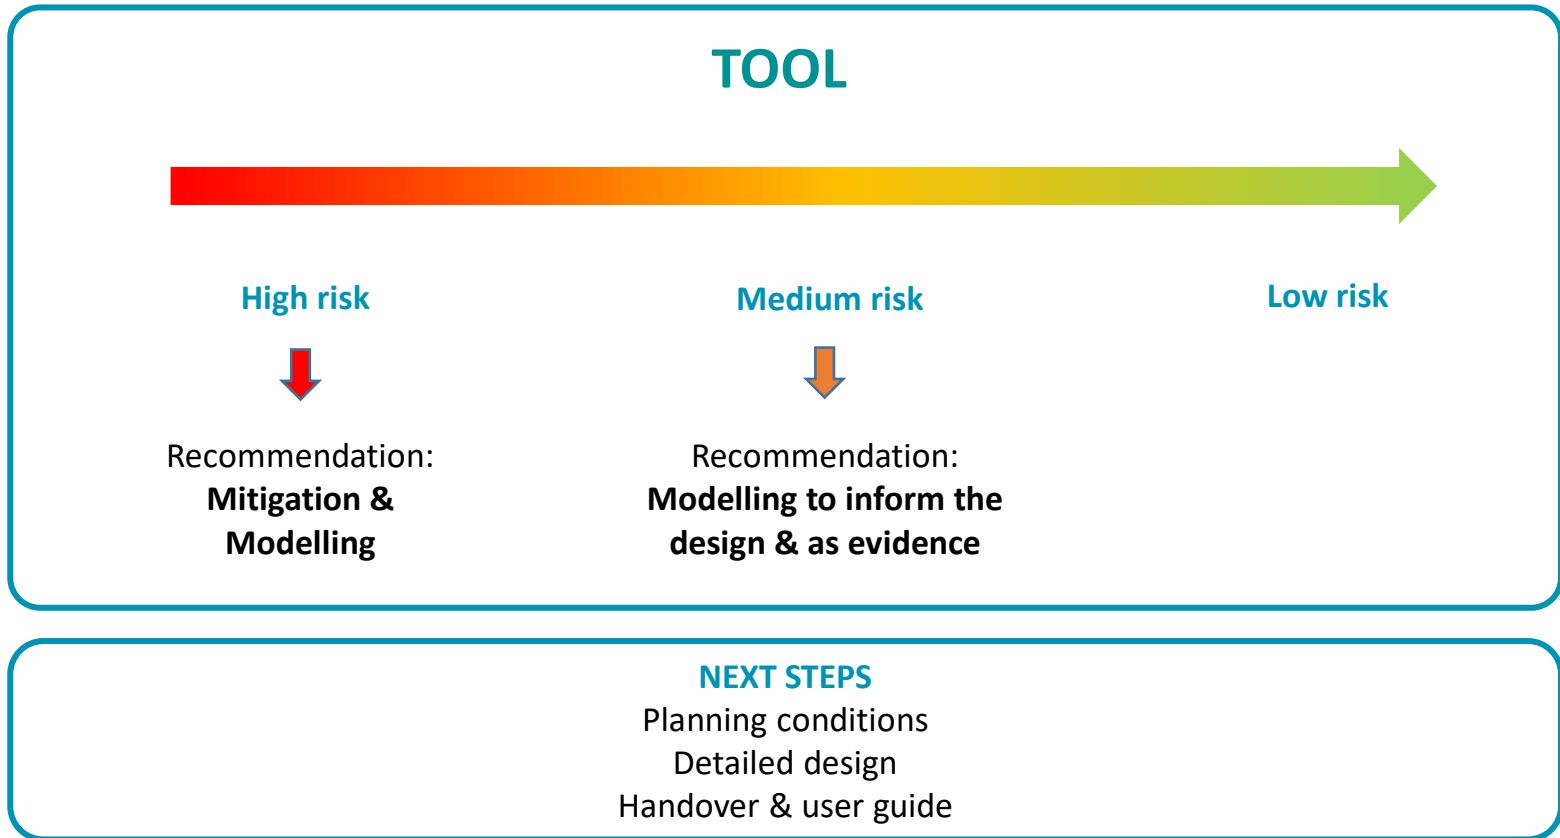 TOOL
High risk
Medium risk
Low risk
Recommendation:
Mitigation &
Modelling
Recommendation:
Modelling to inform the
design & as evidence
NEXT STEPS
Planning conditions
Detailed design
Handover & user guide